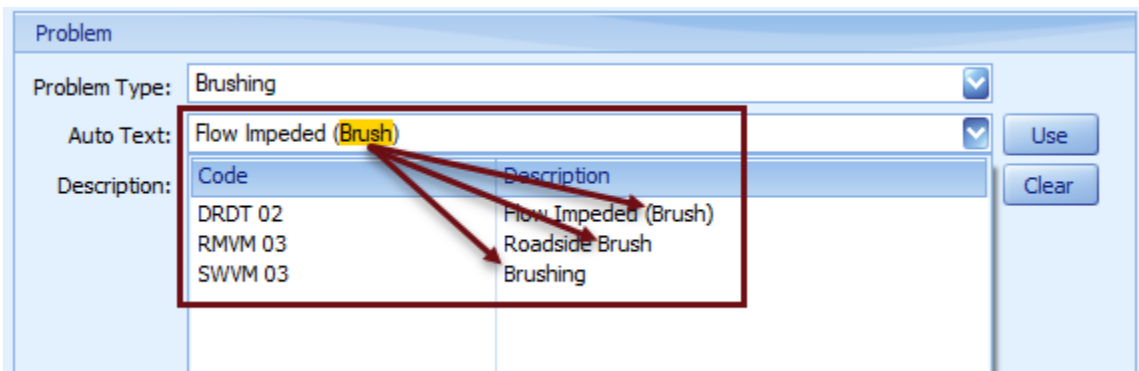 Problem
Problem Type: Brushing
Auto Text: Flow Impeded (Brush) Use
Description: Code Description Clear
DRDT 02 Flow Impeded (Brush)
RMVM 03 Roadside Brush
SWVM 03 Brushing